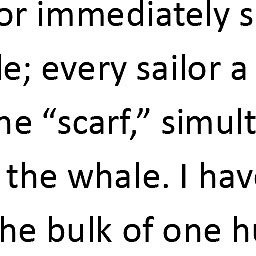 or immediately s
le; every sailor a
he “scarf,” simult
the whale. I have
he bulk of one hu